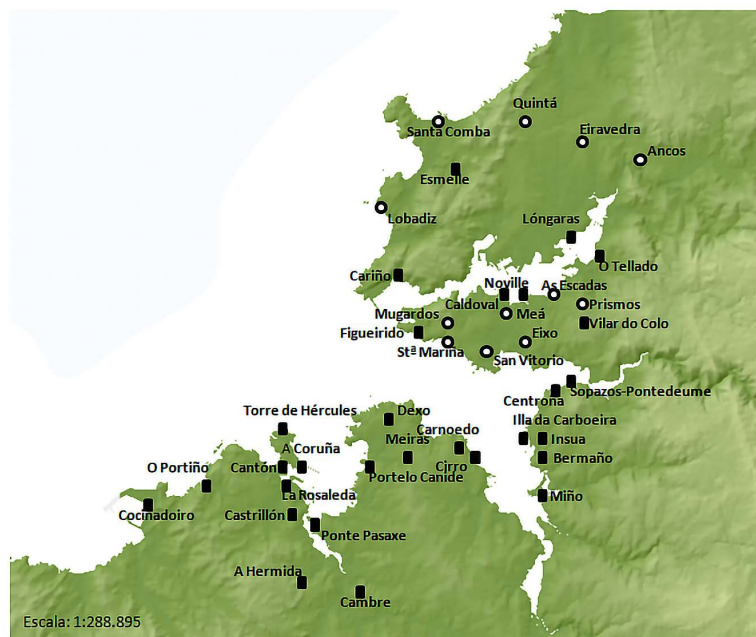 Quintá
Santa Comba
Eiravedra
Ancos
Esmelle
Lobadiz
Lóngaras
O Tellado
Cariño
Noville
As Escadas
Caldoval
Prismos
Mugardos
Meá
Vilar do Colo
Figueirido
Eixo
Stª Mariña
San Vitorio
Sopazos-Pontedeume
Centroña
Torre de Hércules
Dexo
Illa da Carboeira
Carnoedo
A Coruña
Meiras
Insua
O Portiño
Cantón
Cirro
Bermaño
Portelo Canide
La Rosaleda
Miño
Cocinadoiro
Castrillón
Ponte Pasaxe
A Hermida
Cambre
Escala: 1:288.895